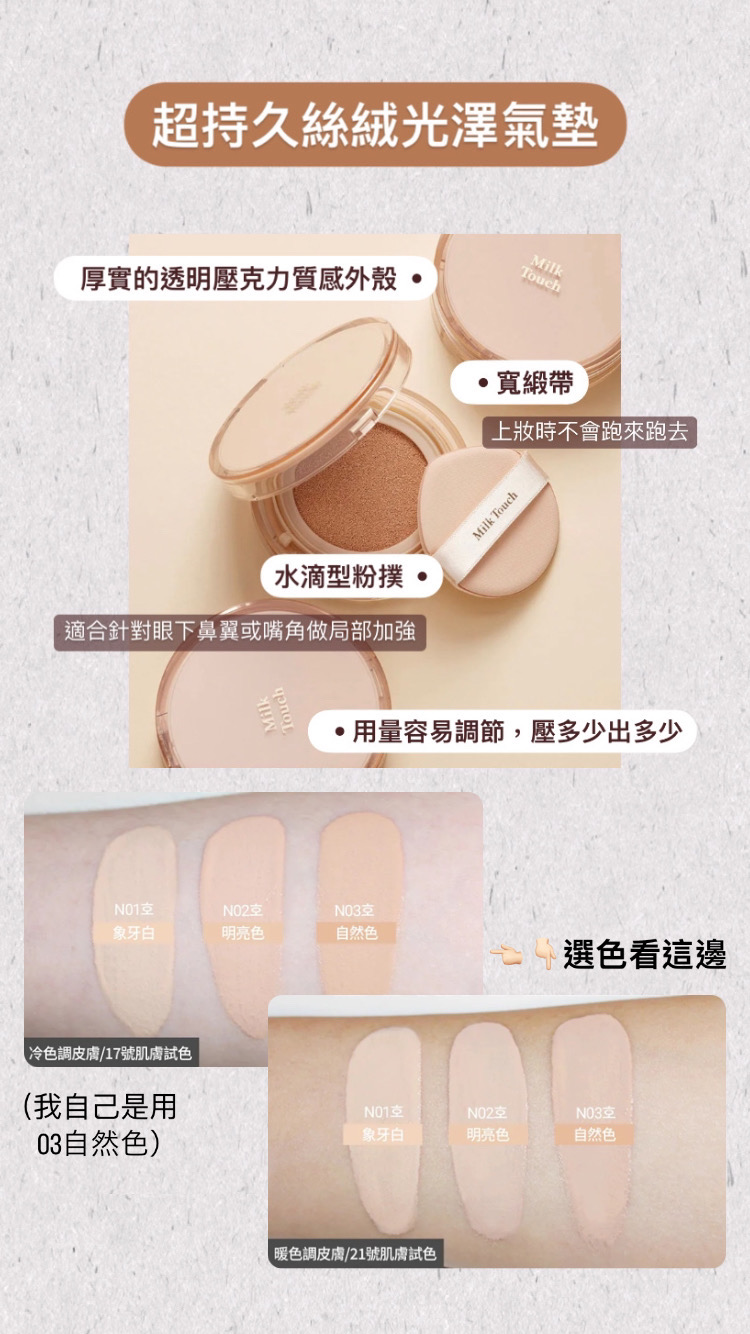 超持久絲絨光澤氣墊
厚實的透明壓克力質感外殼 •
Milk
Touch
• 寬緞帶
上妝時不會跑來跑去
Milk Touch
水滴型粉撲 •
適合針對眼下鼻翼或嘴角做局部加強
Milk
Touch
• 用量容易調節，壓多少出多少
N01호
象牙白
N02호
明亮色
N03호
自然色
👈🏻👇🏻選色看這邊
冷色調皮膚/17號肌膚試色
(我自己是用
03自然色)
N01호
象牙白
N02호
明亮色
N03호
自然色
暖色調皮膚/21號肌膚試色